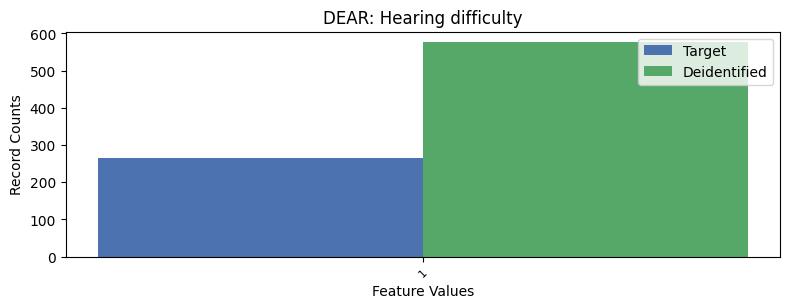 DEAR: Hearing difficulty
600
500
400
300
200
100
0
Record Counts
Target
Deidentified
1
Feature Values